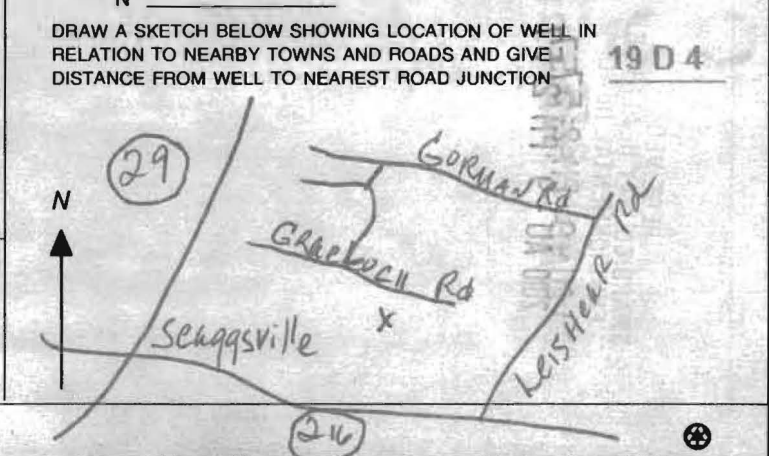 N
DRAW A SKETCH BELOW SHOWING LOCATION OF WELL IN
RELATION TO NEARBY TOWNS AND ROADS AND GIVE
DISTANCE FROM WELL TO NEAREST ROAD JUNCTION
19 D 4
29
GORMAN Rd
N
Rd
X
Scaggsville
LeisHear Rd
216